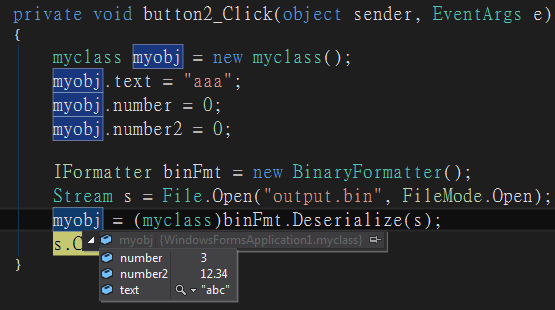 private void button2_Click(object sender, EventArgs e)
{
myclass myobj = new myclass();
myobj.text = "aaa";
myobj.number = 0;
myobj.number2 = 0;
IFormatter binFmt = new BinaryFormatter();
Stream s = File.Open("output.bin", FileMode.Open);
myobj = (myclass)binFmt.Deserialize(s);
s.C myobj {WindowsFormsApplication1.myclass}
number 3
number2 12.34
text "abc"
}